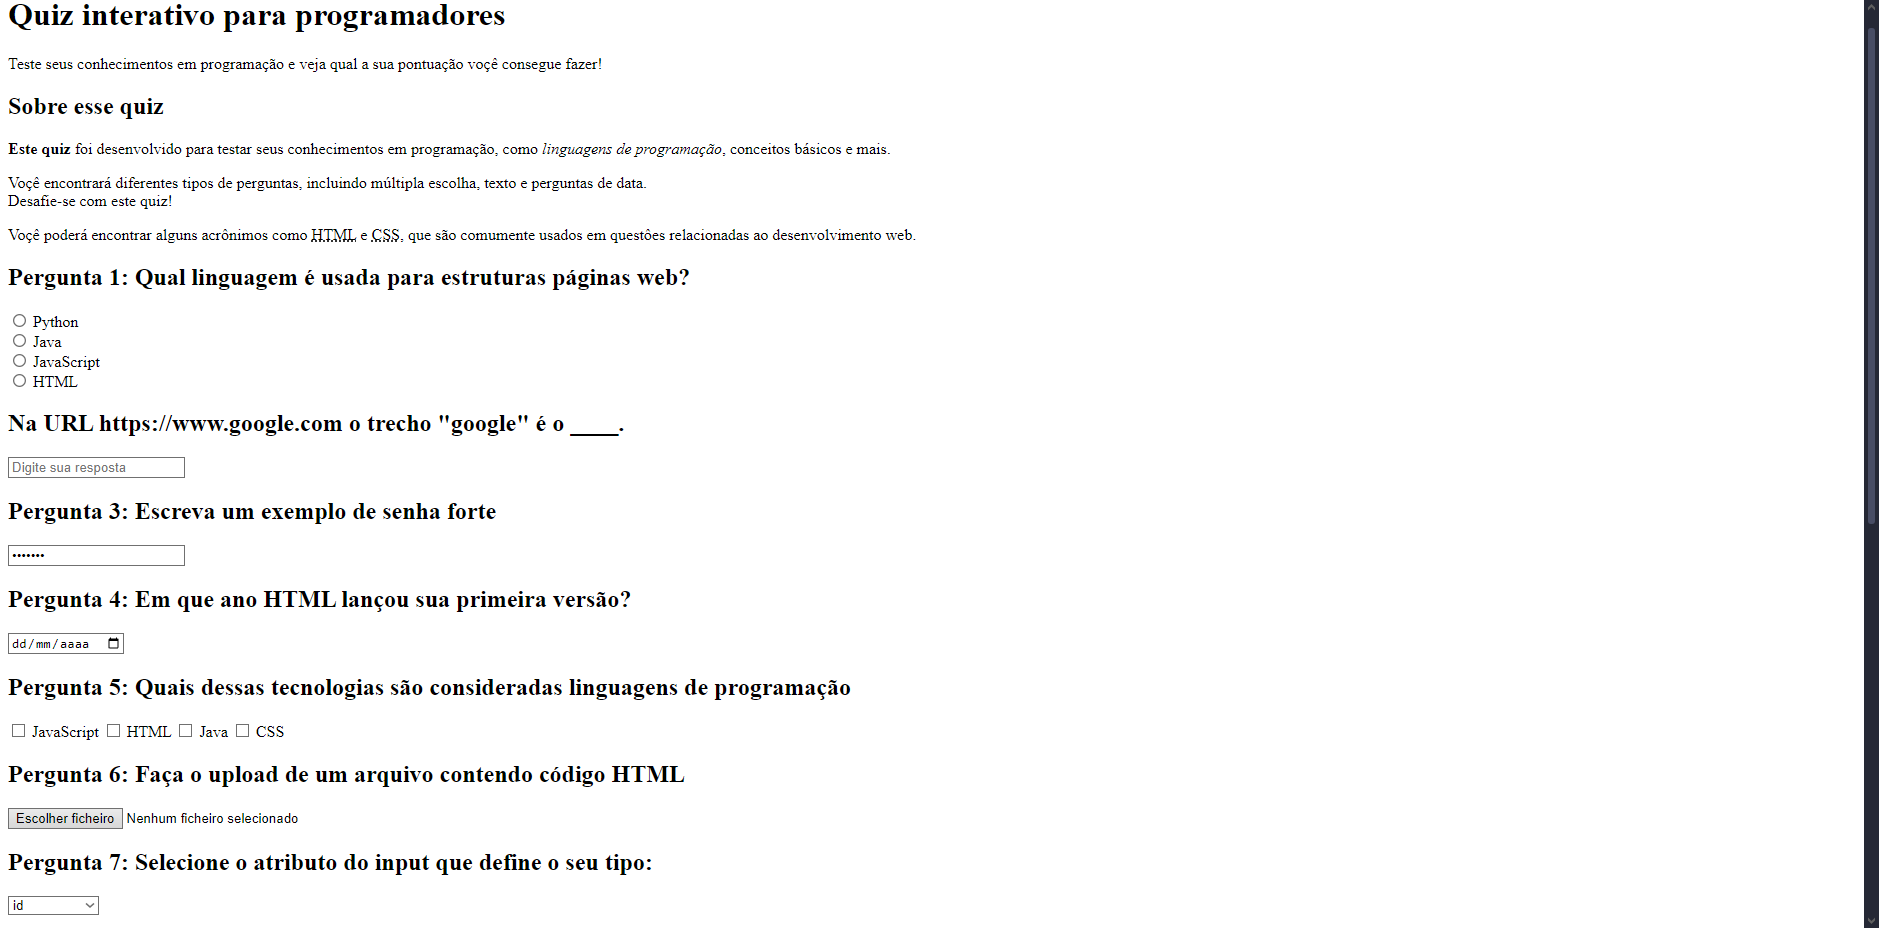 Quiz interativo para programadores
Teste seus conhecimentos em programação e veja qual a sua pontuação voçê consegue fazer!
Sobre esse quiz
Este quiz foi desenvolvido para testar seus conhecimentos em programação, como linguagens de programação, conceitos básicos e mais.
Voçê encontrará diferentes tipos de perguntas, incluindo múltipla escolha, texto e perguntas de data.
Desafie-se com este quiz!
Voçê poderá encontrar alguns acrônimos como HTML e CSS, que são comumente usados em questôes relacionadas ao desenvolvimento web.
Pergunta 1: Qual linguagem é usada para estruturas páginas web?
Python
Java
JavaScript
HTML
Na URL https://www.google.com o trecho "google" é o ____.
Digite sua resposta
Pergunta 3: Escreva um exemplo de senha forte
•••••••
Pergunta 4: Em que ano HTML lançou sua primeira versão?
dd/mm/aaaa
Pergunta 5: Quais dessas tecnologias são consideradas linguagens de programação
JavaScript HTML Java CSS
Pergunta 6: Faça o upload de um arquivo contendo código HTML
Escolher ficheiro Nenhum ficheiro selecionado
Pergunta 7: Selecione o atributo do input que define o seu tipo:
id